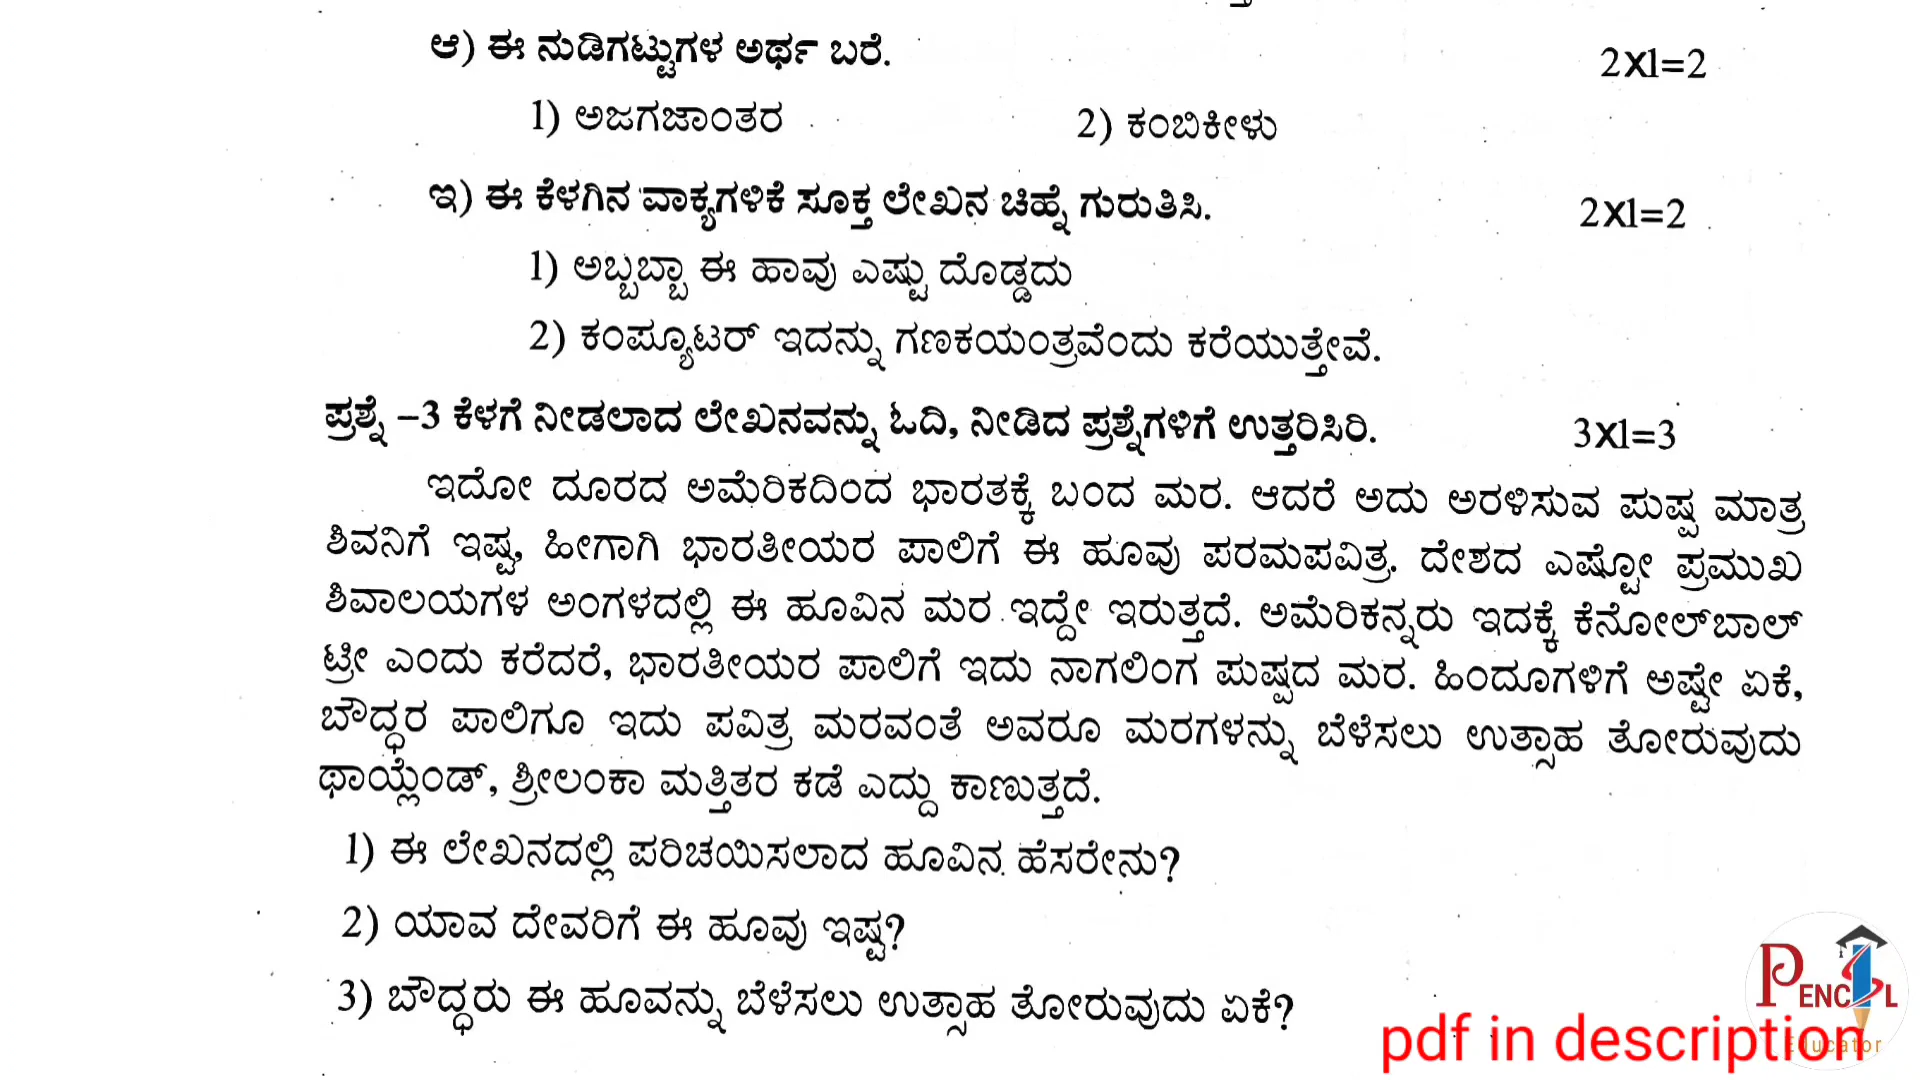 ಆ) ಈ ನುಡಿಗಟ್ಟುಗಳ ಅರ್ಥ ಬರೆ. 2X1=2
1) ಅಜಗಜಾಂತರ 2) ಕಂಬಿಕೀಳು
ಇ) ಈ ಕೆಳಗಿನ ವಾಕ್ಯಗಳಿಕೆ ಸೂಕ್ತ ಲೇಖನ ಚಿಹ್ನೆ ಗುರುತಿಸಿ. 2X1=2
1) ಅಬ್ಬಬ್ಬಾ ಈ ಹಾವು ಎಷ್ಟು ದೊಡ್ಡದು
2) ಕಂಪ್ಯೂಟರ್ ಇದನ್ನು ಗಣಕಯಂತ್ರವೆಂದು ಕರೆಯುತ್ತೇವೆ.
ಪ್ರಶ್ನೆ –3 ಕೆಳಗೆ ನೀಡಲಾದ ಲೇಖನವನ್ನು ಓದಿ, ನೀಡಿದ ಪ್ರಶ್ನೆಗಳಿಗೆ ಉತ್ತರಿಸಿರಿ. 3X1=3
ಇದೋ ದೂರದ ಅಮೆರಿಕದಿಂದ ಭಾರತಕ್ಕೆ ಬಂದ ಮರ. ಆದರೆ ಅದು ಅರಳಿಸುವ ಪುಷ್ಪ ಮಾತ್ರ
ಶಿವನಿಗೆ ಇಷ್ಟ, ಹೀಗಾಗಿ ಭಾರತೀಯರ ಪಾಲಿಗೆ ಈ ಹೂವು ಪರಮಪವಿತ್ರ. ದೇಶದ ಎಷ್ಟೋ ಪ್ರಮುಖ
ಶಿವಾಲಯಗಳ ಅಂಗಳದಲ್ಲಿ ಈ ಹೂವಿನ ಮರ ಇದ್ದೇ ಇರುತ್ತದೆ. ಅಮೆರಿಕನ್ನರು ಇದಕ್ಕೆ ಕೆನೋಲ್‌ಬಾಲ್
ಟ್ರೀ ಎಂದು ಕರೆದರೆ, ಭಾರತೀಯರ ಪಾಲಿಗೆ ಇದು ನಾಗಲಿಂಗ ಪುಷ್ಪದ ಮರ. ಹಿಂದೂಗಳಿಗೆ ಅಷ್ಟೇ ಏಕೆ,
ಬೌದ್ಧರ ಪಾಲಿಗೂ ಇದು ಪವಿತ್ರ ಮರವಂತೆ ಅವರೂ ಮರಗಳನ್ನು ಬೆಳೆಸಲು ಉತ್ಸಾಹ ತೋರುವುದು
ಥಾಯ್ಲೆಂಡ್, ಶ್ರೀಲಂಕಾ ಮತ್ತಿತರ ಕಡೆ ಎದ್ದು ಕಾಣುತ್ತದೆ.
1) ಈ ಲೇಖನದಲ್ಲಿ ಪರಿಚಯಿಸಲಾದ ಹೂವಿನ ಹೆಸರೇನು?
2) ಯಾವ ದೇವರಿಗೆ ಈ ಹೂವು ಇಷ್ಟ?
3) ಬೌದ್ಧರು ಈ ಹೂವನ್ನು ಬೆಳೆಸಲು ಉತ್ಸಾಹ ತೋರುವುದು ಏಕೆ?
PENCIL
Educator
pdf in description